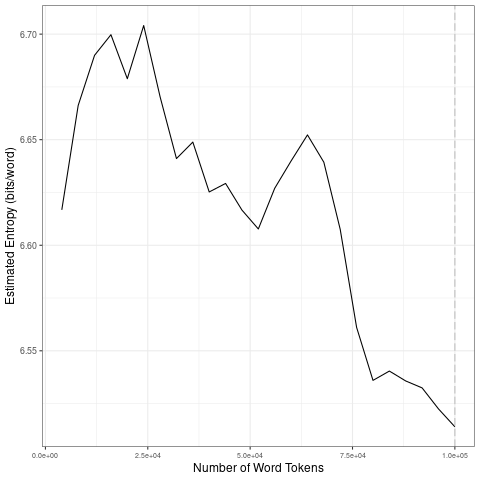 6.70
6.65
6.60
6.55
0.0e+00 2.5e+04 5.0e+04 7.5e+04 1.0e+05
Number of Word Tokens
Estimated Entropy (bits/word)